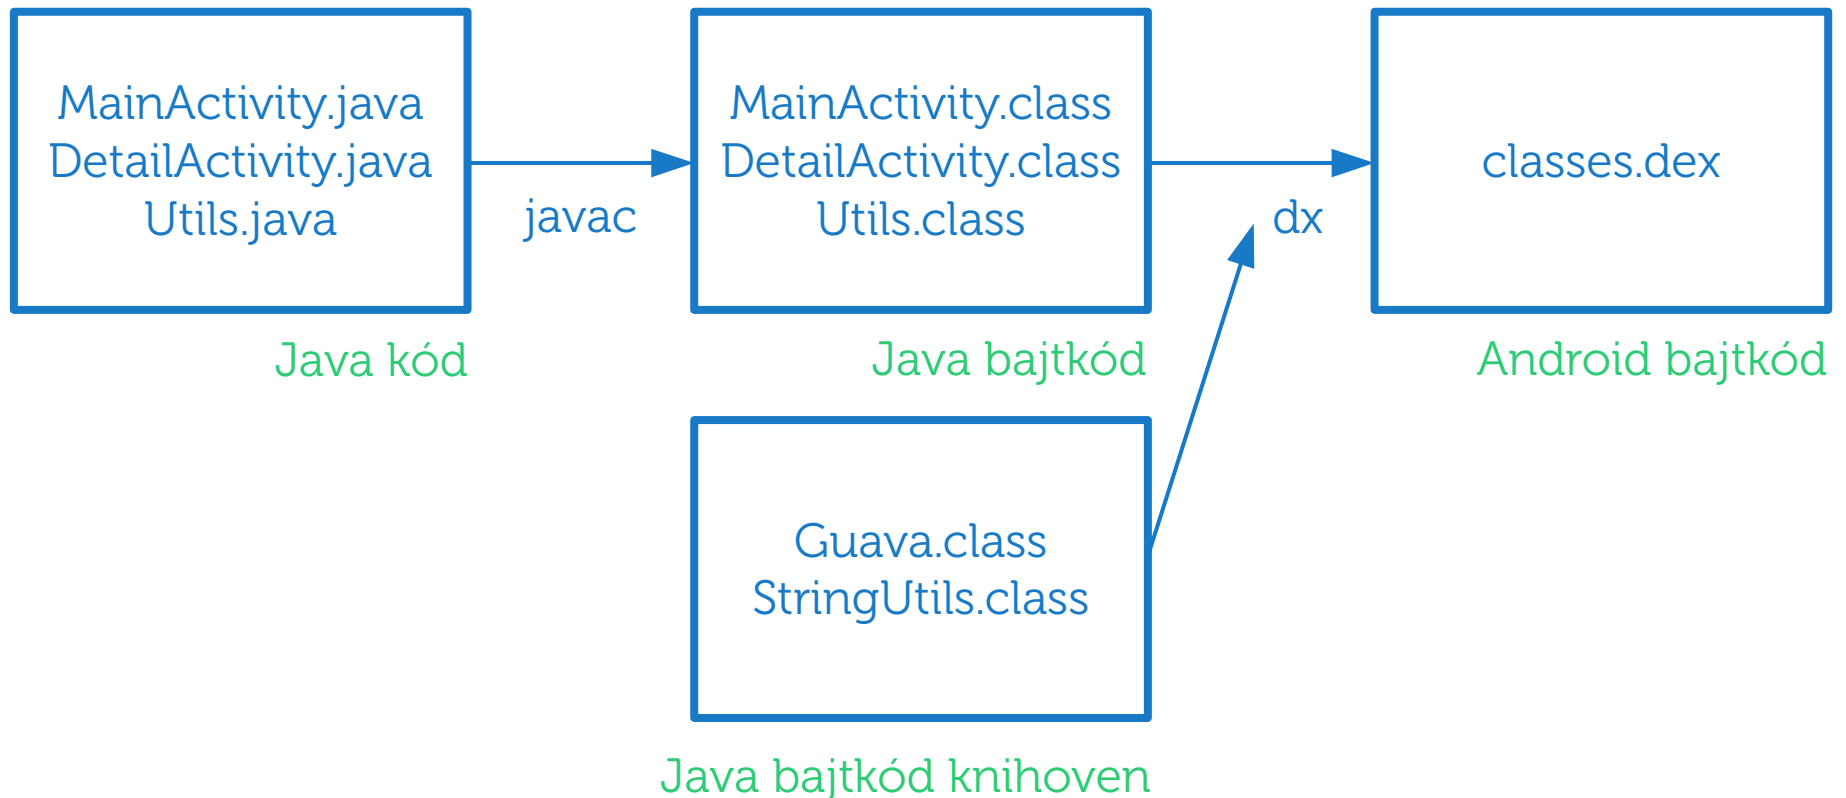 MainActivity.java
DetailActivity.java
Utils.java
javac
Java kód
MainActivity.class
DetailActivity.class
Utils.class
dx
Java bajtkód
classes.dex
Android bajtkód
Guava.class
StringUtils.class
Java bajtkód knihoven